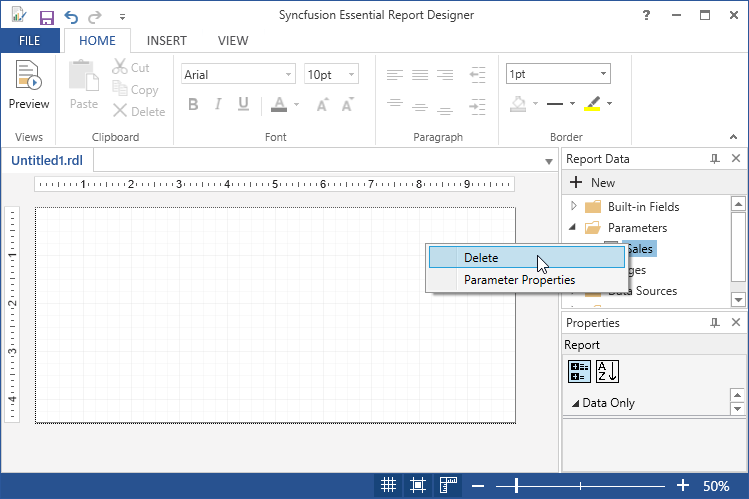 Syncfusion Essential Report Designer
?
FILE
HOME
INSERT
VIEW
Preview
Views
Paste
Cut
Copy
Delete
Clipboard
Arial
10pt
B I U A A A
Font
Paragraph
1pt
Border
Untitled1.rdl
Report Data
1 2 3 4 5 6 7 8 9
1
2
3
4
New
Built-in Fields
Parameters
Sales
Delete
Parameter Properties
ges
Data Sources
Properties
Report
A
Z
Data Only
50%